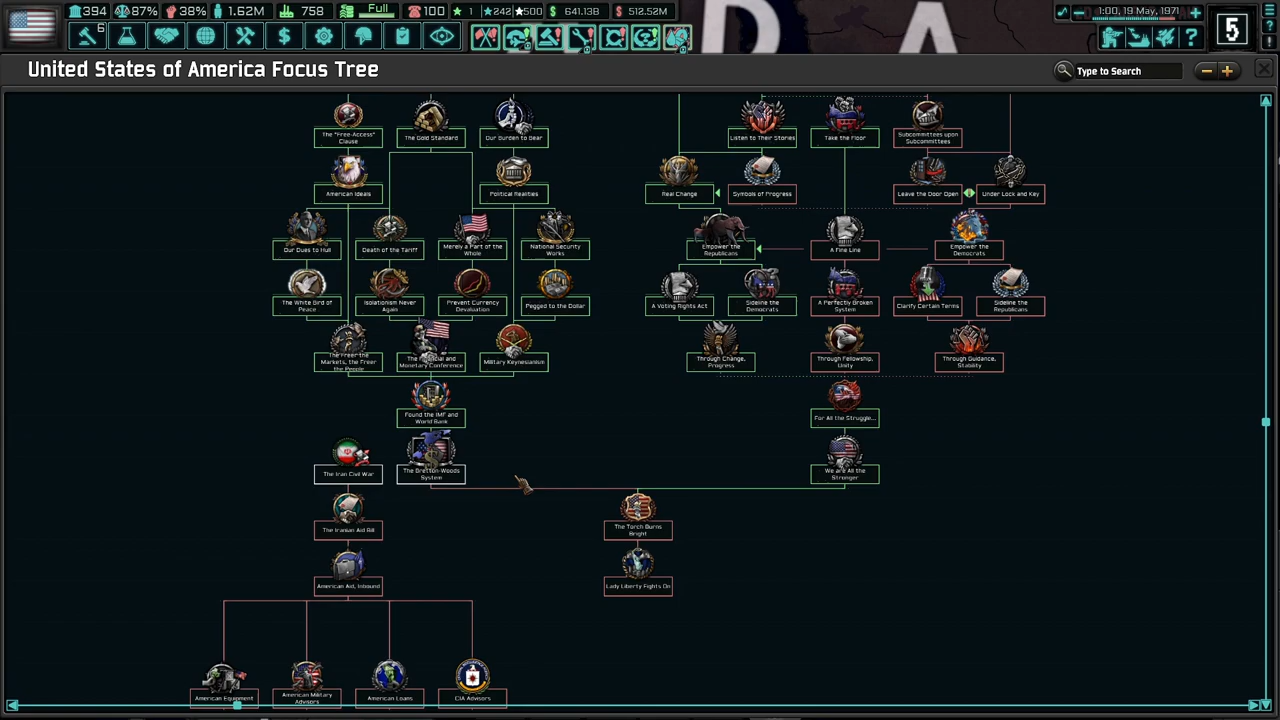 394
87%
38%
1.62M
758
Full
100
1
242
500
641.13B
512.52M
1:00, 19 May, 1971
6
5
D A
United States of America Focus Tree
Type to Search
The "Free-Access"
Clause
The Gold Standard
Our Burden to Bear
Listen to Their Stories
Take the Floor
Subcommittees upon
Subcommittees
American Ideals
Political Realities
Real Change
Symbols of Progress
Leave the Door Open
Under Lock and Key
Our Dues to Hull
Death of the Tariff
Merely a Part of the
Whole
National Security
Works
Empower the
Republicans
A Fine Line
Empower the
Democrats
The White Bird of
Peace
Isolationism Never
Again
Prevent Currency
Devaluation
Pegged to the Dollar
A Voting Rights Act
Sideline the
Democrats
A Perfectly Broken
System
Clarify Certain Terms
Sideline the
Republicans
The Freer the
Markets, the Freer
the People
The Financial and
Monetary Conference
Military Keynesianism
Through Change,
Progress
Through Fellowship,
Unity
Through Guidance,
Stability
Found the IMF and
World Bank
For All the Struggle...
The Iran Civil War
The Bretton-Woods
System
We are All the
Stronger
The Iranian Aid Bill
The Torch Burns
Bright
American Aid, Inbound
Lady Liberty Fights On
American Equipment
American Military
Advisors
American Loans
CIA Advisors